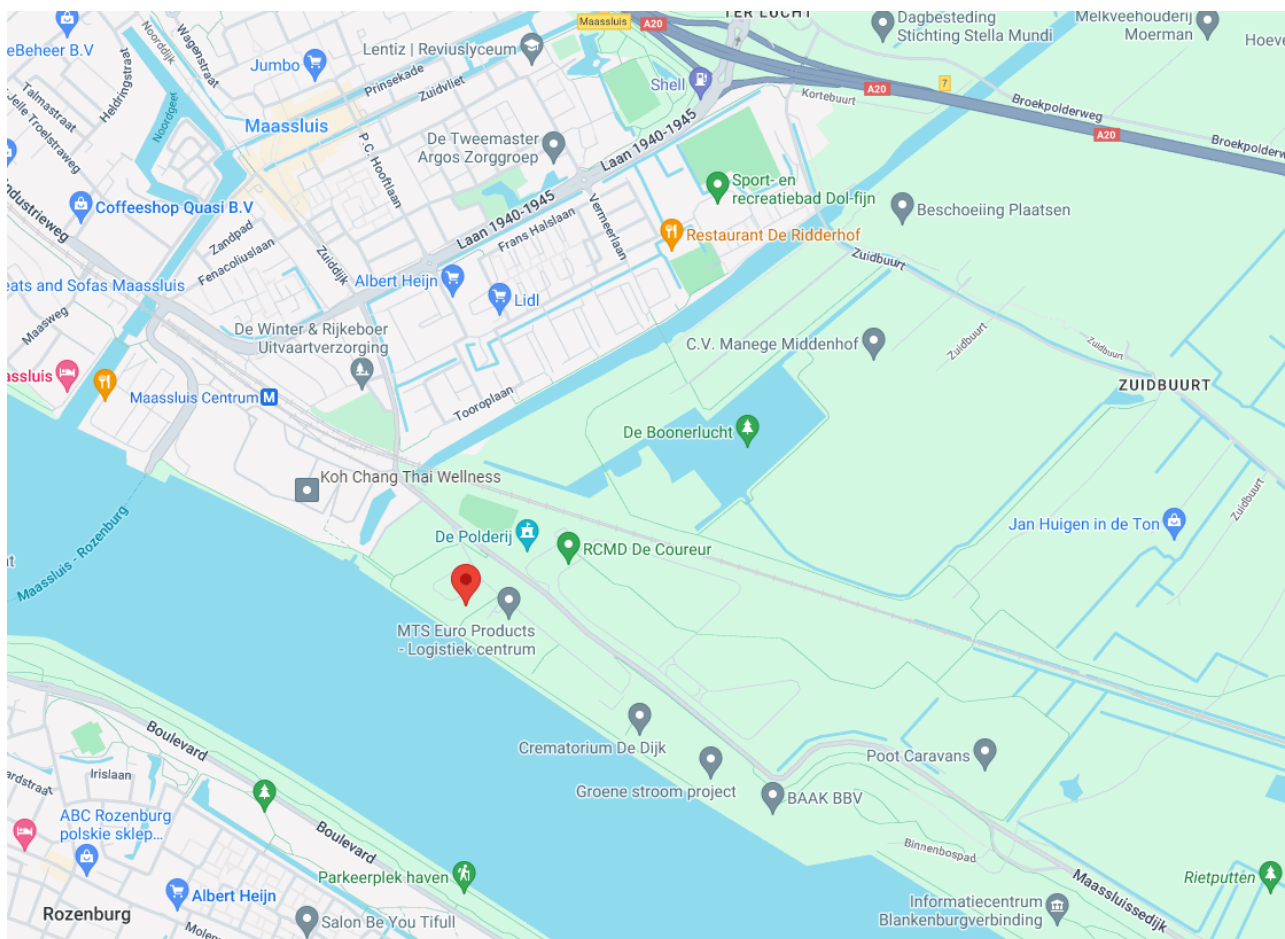 Maassluis
A20
TER LUCHT
Dagbesteding
Stichting Stella Mundi
Melkveehouderij
Moerman
Noorddijk
Wagenstraat
Lentiz | Reviuslyceum
eBeheer B.V
Heldringstraat
Jumbo
Prinsekade
Zuidvliet
Shell
7
A20
Kortebuurt
Broekpolderweg
A20
Broekpolderweg
Talmastraat
Jelle Troelstraweg
Noordgeer
Maassluis
P.C. Hooftlaan
De Tweemaster
Argos Zorggroep
Laan 1940-1945
Sport- en
recreatiebad Dol-fijn
Beschoeiing Plaatsen
Industrieweg
Coffeeshop Quasi B.V
Zandpad
Fenacoliuslaan
Zuiddijk
Laan 1940-1945
Frans Halslaan
Vermeerlaan
Restaurant De Ridderhof
Zuidbuurt
eats and Sofas Maassluis
Albert Heijn
Lidl
Maasweg
De Winter & Rijkeboer
Uitvaartverzorging
C.V. Manege Middenhof
Zuidbuurt
Zuidbuurt
ZUIDBUURT
assluis
Maassluis Centrum
M
Tooroplaan
De Boonerlucht
Koh Chang Thai Wellness
Zuidbuurt
Jan Huigen in de Ton
De Polderij
RCMD De Coureur
Maassluis - Rozenburg
MTS Euro Products
- Logistiek centrum
Boulevard
Crematorium De Dijk
Poot Caravans
Irislaan
Groene stroom project
BAAK BBV
ABC Rozenburg
polskie sklep...
Boulevard
Binnenbospad
Parkeerplek haven
Maassluissedijk
Rietputten
Albert Heijn
Rozenburg
Salon Be You Tifull
Informatiecentrum
Blankenburgverbinding